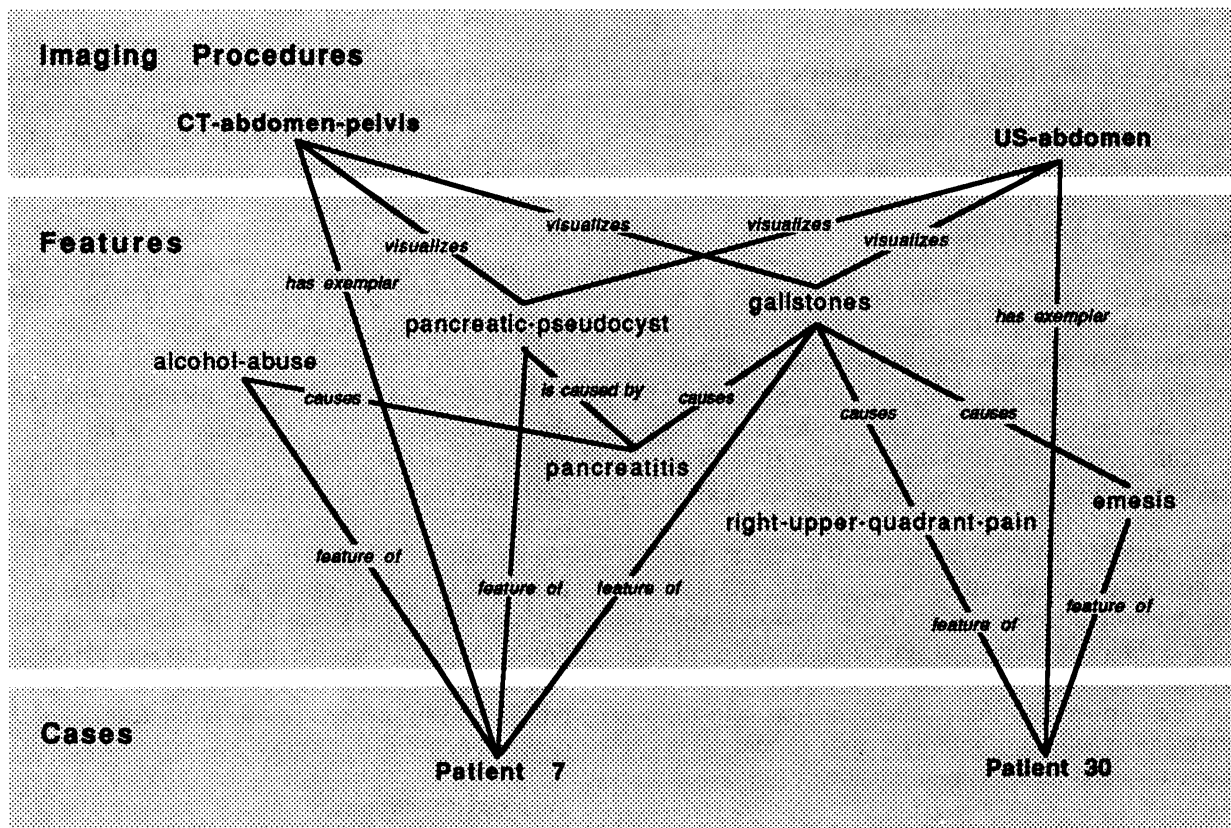 Imaging Procedures
CT-abdomen-pelvis
US-abdomen
Features
visualizes
visualizes
visualizes
visualizes
has exemplar
gallstones
has exemplar
pancreatic-pseudocyst
alcohol-abuse
is caused by
causes
causes
causes
causes
pancreatitis
emesis
right-upper-quadrant-pain
feature of
feature of
feature of
feature of
feature of
Cases
Patient 7
Patient 30